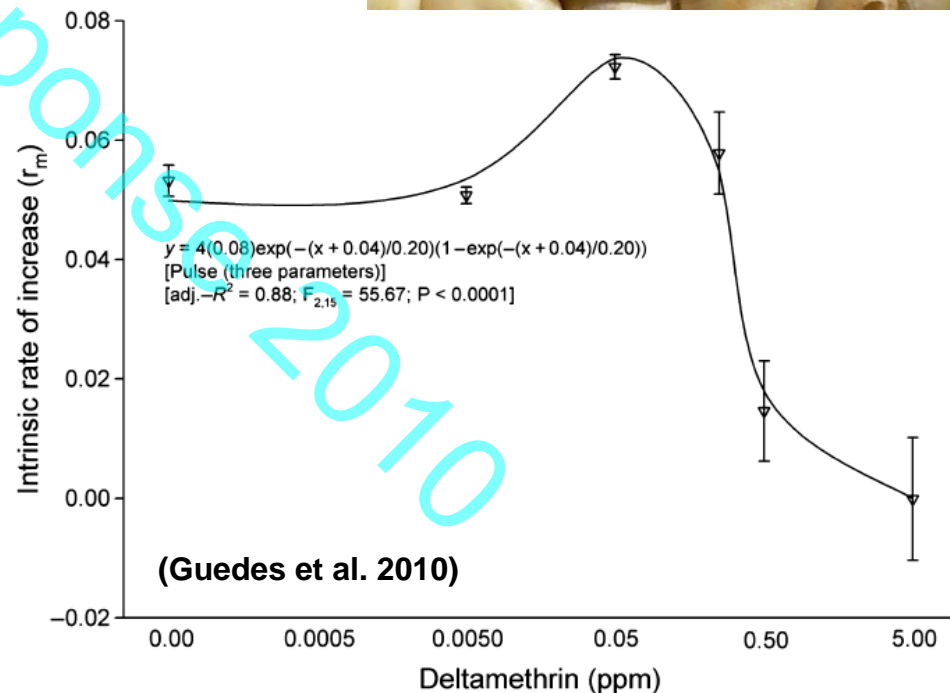 0.08
0.06
0.04
0.02
0.00
−0.02
Intrinsic rate of increase (rₘ)
y = 4(0.08)exp(−(x + 0.04)/0.20)(1−exp(−(x + 0.04)/0.20))
[Pulse (three parameters)]
[adj.−R² = 0.88; F₂,₁₅ = 55.67; P < 0.0001]
(Guedes et al. 2010)
0.00 0.0005 0.0050 0.05 0.50 5.00
Deltamethrin (ppm)
2010